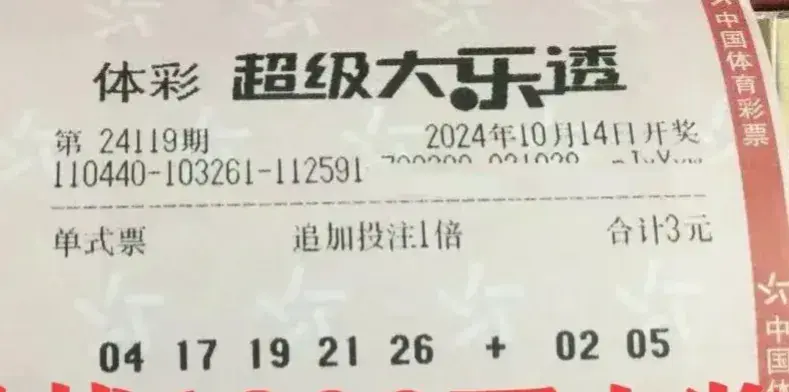 体彩 超级大乐透
第 24119期 2024年10月14日开奖
110440-103261-112591
单式票 追加投注1倍 合计3元
04 17 19 21 26 + 02 05
中国体育彩票
中国体